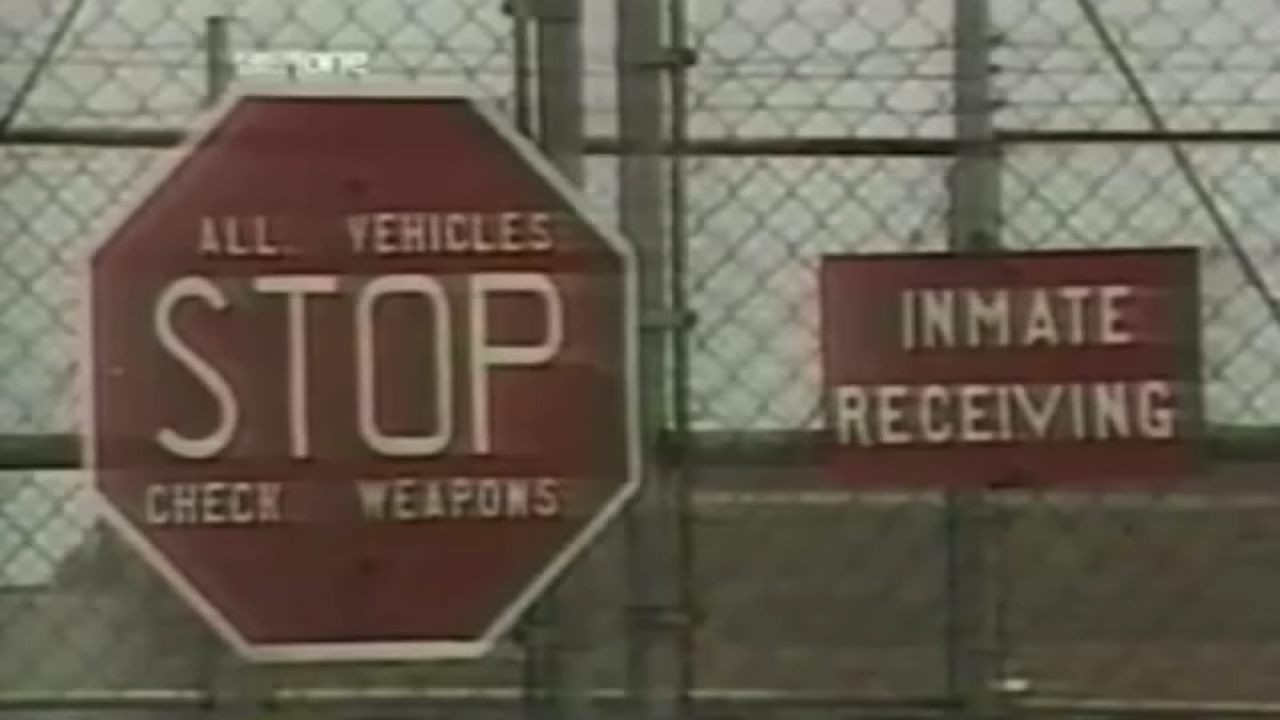 ALL VEHICLES
STOP
CHECK WEAPONS
INMATE
RECEIVING